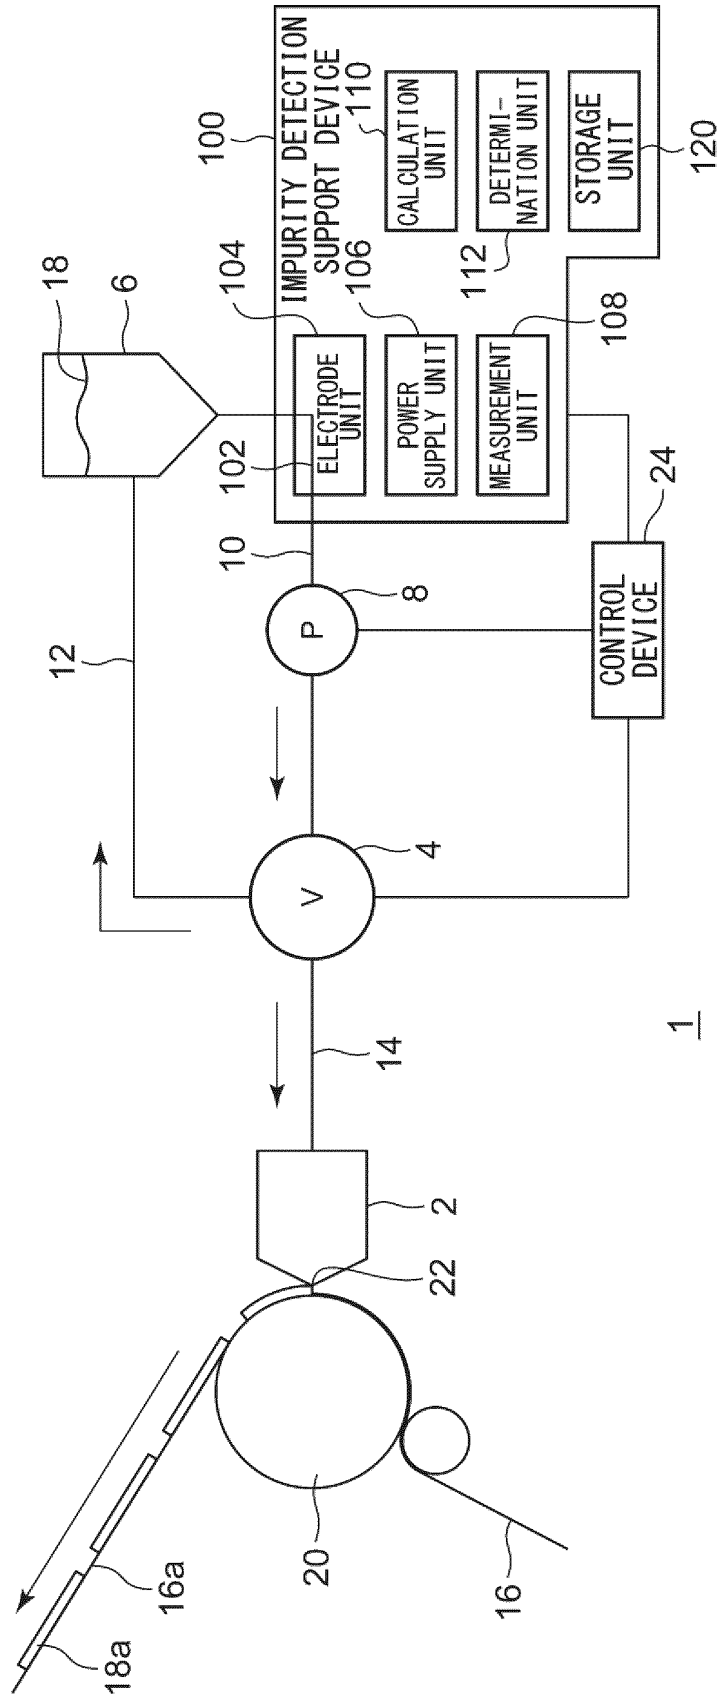 IMPURITY DETECTION
SUPPORT DEVICE
100
104
ELECTRODE
UNIT
102
106
POWER
SUPPLY UNIT
108
MEASUREMENT
UNIT
110
CALCULATION
UNIT
112
DETERMI-
NATION UNIT
120
STORAGE
UNIT
18
6
12
10
8
P
4
V
24
CONTROL
DEVICE
14
2
22
20
16
16a
18a
1